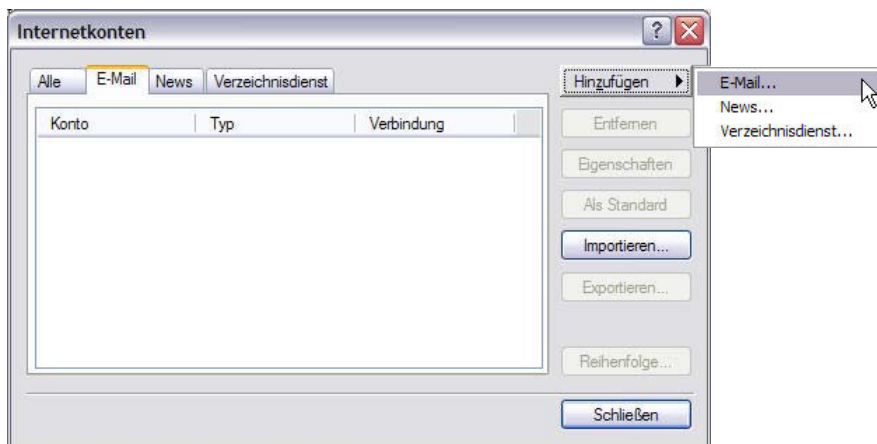 Internetkonten
Alle E-Mail News Verzeichnisdienst
Konto Typ Verbindung
Hinzufügen
E-Mail...
News...
Verzeichnisdienst...
Entfernen
Eigenschaften
Als Standard
Importieren...
Exportieren...
Reihenfolge...
Schließen